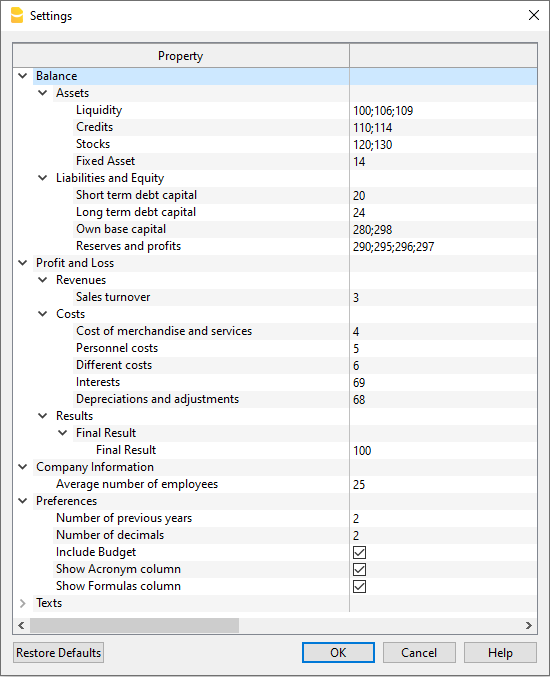 Settings
Property
Balance
Assets
Liquidity 100;106;109
Credits 110;114
Stocks 120;130
Fixed Asset 14
Liabilities and Equity
Short term debt capital 20
Long term debt capital 24
Own base capital 280;298
Reserves and profits 290;295;296;297
Profit and Loss
Revenues
Sales turnover 3
Costs
Cost of merchandise and services 4
Personnel costs 5
Different costs 6
Interests 69
Depreciations and adjustments 68
Results
Final Result
Final Result 100
Company Information
Average number of employees 25
Preferences
Number of previous years 2
Number of decimals 2
Include Budget
Show Acronym column
Show Formulas column
Texts
Restore Defaults OK Cancel Help